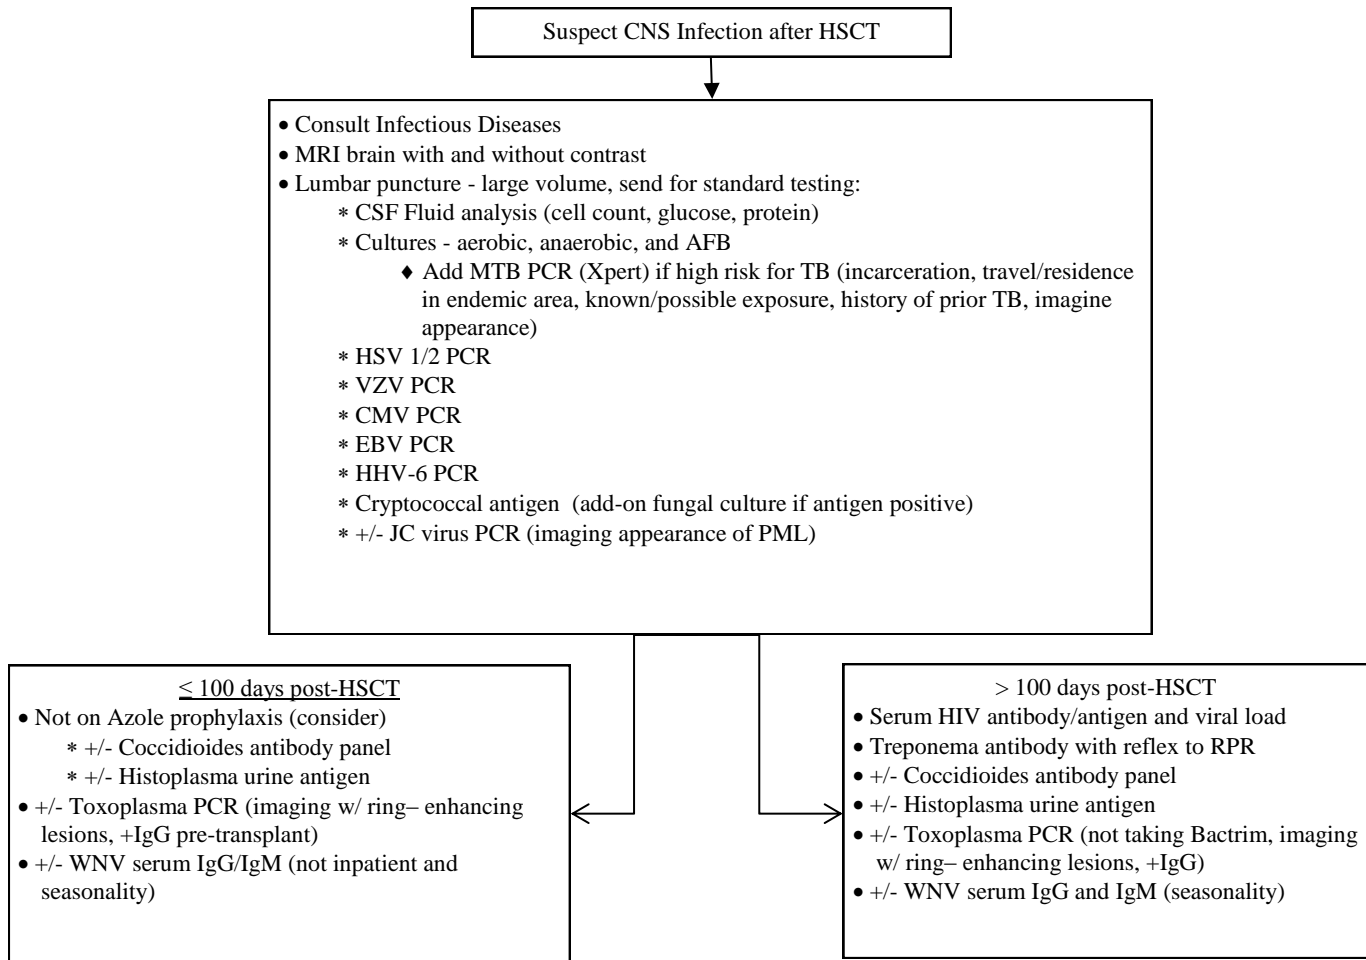 Suspect CNS Infection after HSCT
• Consult Infectious Diseases
• MRI brain with and without contrast
• Lumbar puncture - large volume, send for standard testing:
* CSF Fluid analysis (cell count, glucose, protein)
* Cultures - aerobic, anaerobic, and AFB
♦ Add MTB PCR (Xpert) if high risk for TB (incarceration, travel/residence
in endemic area, known/possible exposure, history of prior TB, imagine
appearance)
* HSV 1/2 PCR
* VZV PCR
* CMV PCR
* EBV PCR
* HHV-6 PCR
* Cryptococcal antigen (add-on fungal culture if antigen positive)
* +/- JC virus PCR (imaging appearance of PML)
≤ 100 days post-HSCT
• Not on Azole prophylaxis (consider)
* +/- Coccidioides antibody panel
* +/- Histoplasma urine antigen
• +/- Toxoplasma PCR (imaging w/ ring– enhancing
lesions, +IgG pre-transplant)
• +/- WNV serum IgG/IgM (not inpatient and
seasonality)
> 100 days post-HSCT
• Serum HIV antibody/antigen and viral load
• Treponema antibody with reflex to RPR
• +/- Coccidioides antibody panel
• +/- Histoplasma urine antigen
• +/- Toxoplasma PCR (not taking Bactrim, imaging
w/ ring– enhancing lesions, +IgG)
• +/- WNV serum IgG and IgM (seasonality)